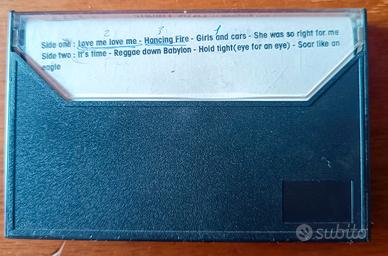 2 3 1
Side one : Love me love me - Hancing Fire - Girls and cars - She was so right for me
Side two : It's time - Reggae down Babylon - Hold tight(eye for an eye) - Soar like an
eagle
subito